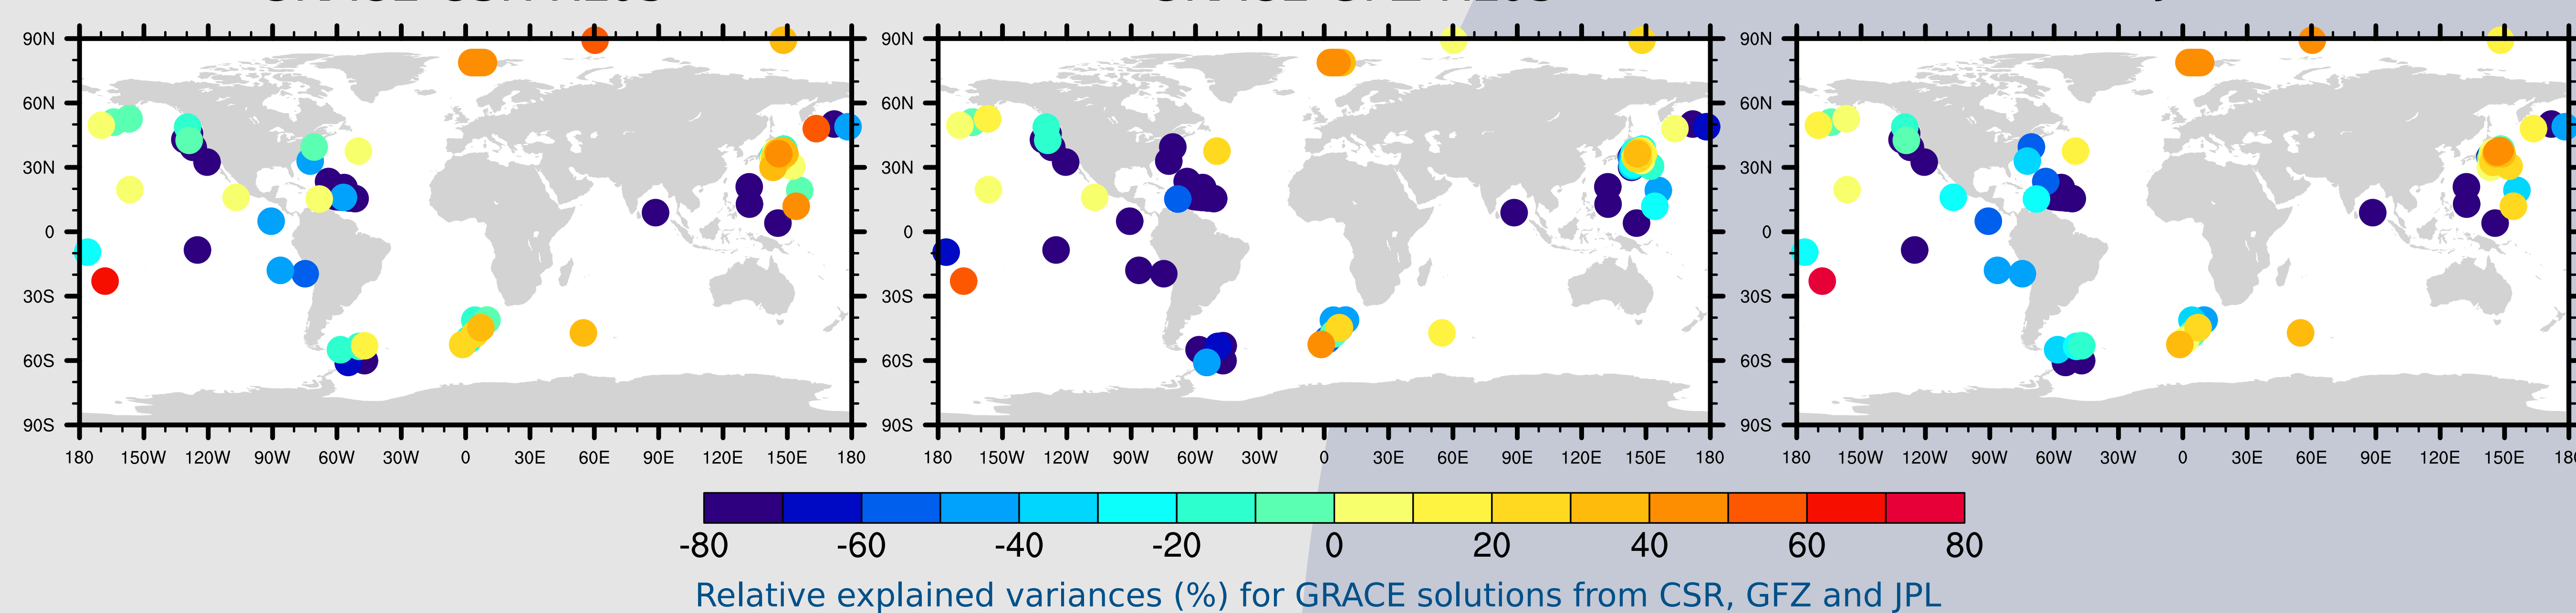 90N 60N 30N 0 30S 60S 90S
180 150W 120W 90W 60W 30W 0 30E 60E 90E 120E 150E 180
90N 60N 30N 0 30S 60S 90S
180 150W 120W 90W 60W 30W 0 30E 60E 90E 120E 150E 180
90N 60N 30N 0 30S 60S 90S
180 150W 120W 90W 60W 30W 0 30E 60E 90E 120E 150E
-80 -60 -40 -20 0 20 40 60 80
Relative explained variances (%) for GRACE solutions from CSR, GFZ and JPL